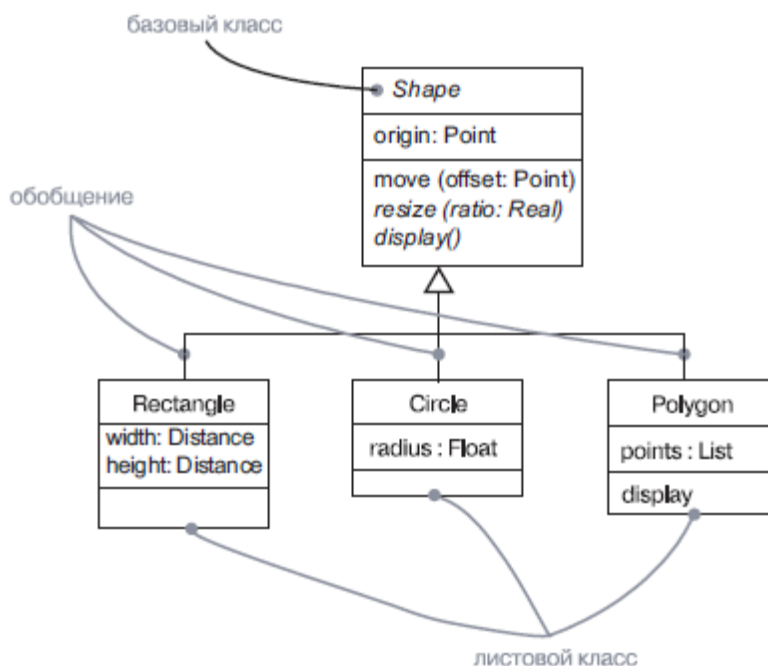 базовый класс
Shape
origin: Point
move (offset: Point)
resize (ratio: Real)
display()
обобщение
Rectangle
width: Distance
height: Distance
Circle
radius : Float
Polygon
points : List
display
листовой класс